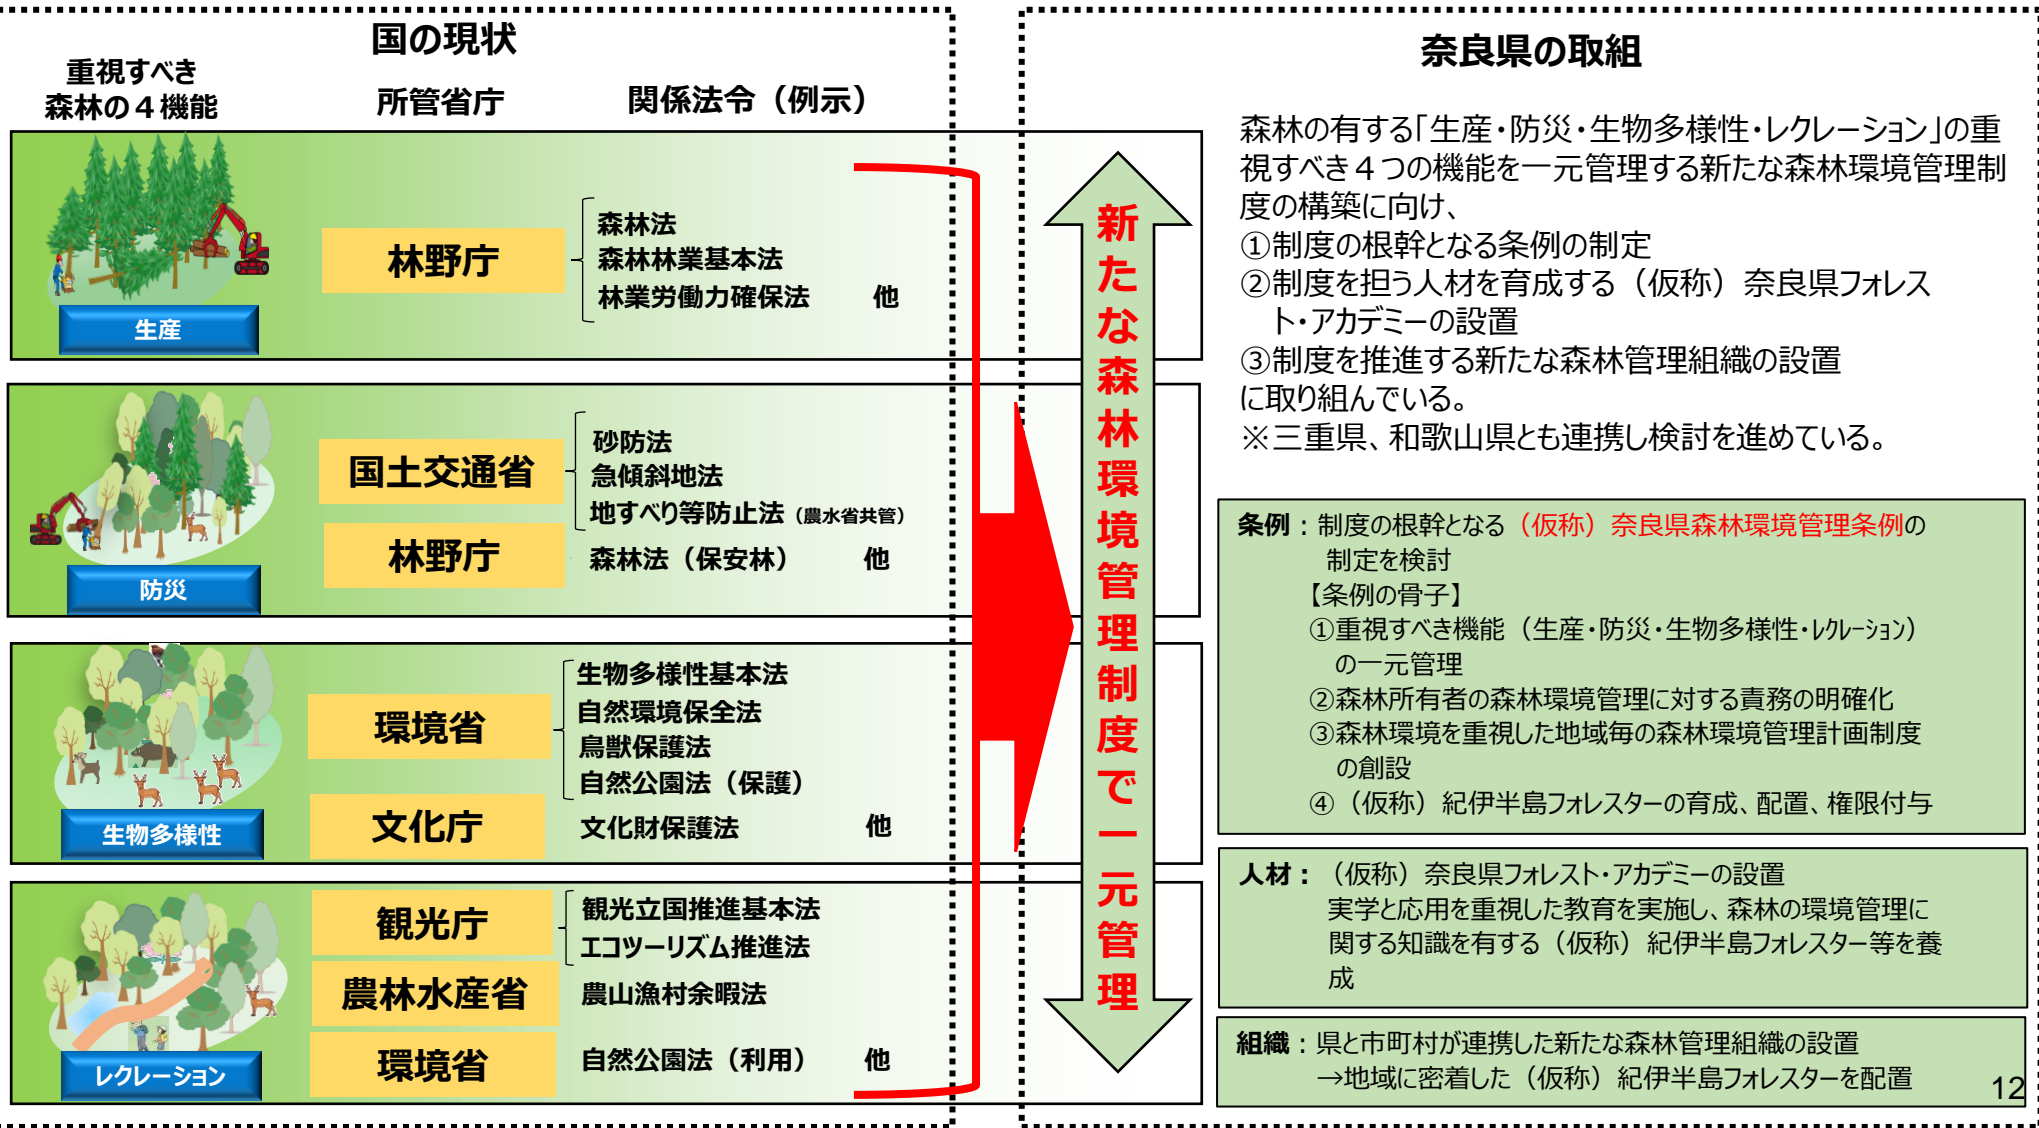 国の現状
重視すべき
森林の４機能
所管省庁
関係法令（例示）
生産
林野庁
森林法
森林林業基本法
林業労働力確保法　他
防災
国土交通省
砂防法
急傾斜地法
地すべり等防止法（農水省共管）
林野庁
森林法（保安林）　他
生物多様性
環境省
生物多様性基本法
自然環境保全法
鳥獣保護法
自然公園法（保護）
文化庁
文化財保護法　他
レクレーション
観光庁
観光立国推進基本法
エコツーリズム推進法
農林水産省
農山漁村余暇法
環境省
自然公園法（利用）　他
新たな森林環境管理制度で一元管理
奈良県の取組
森林の有する「生産・防災・生物多様性・レクレーション」の重
視すべき４つの機能を一元管理する新たな森林環境管理制
度の構築に向け、
①制度の根幹となる条例の制定
②制度を担う人材を育成する（仮称）奈良県フォレス
ト・アカデミーの設置
③制度を推進する新たな森林管理組織の設置
に取り組んでいる。
※三重県、和歌山県とも連携し検討を進めている。
条例：制度の根幹となる（仮称）奈良県森林環境管理条例の
制定を検討
【条例の骨子】
①重視すべき機能（生産・防災・生物多様性・レクレーション）
の一元管理
②森林所有者の森林環境管理に対する責務の明確化
③森林環境を重視した地域毎の森林環境管理計画制度
の創設
④（仮称）紀伊半島フォレスターの育成、配置、権限付与
人材：（仮称）奈良県フォレスト・アカデミーの設置
実学と応用を重視した教育を実施し、森林の環境管理に
関する知識を有する（仮称）紀伊半島フォレスター等を養
成
組織：県と市町村が連携した新たな森林管理組織の設置
→地域に密着した（仮称）紀伊半島フォレスターを配置
12